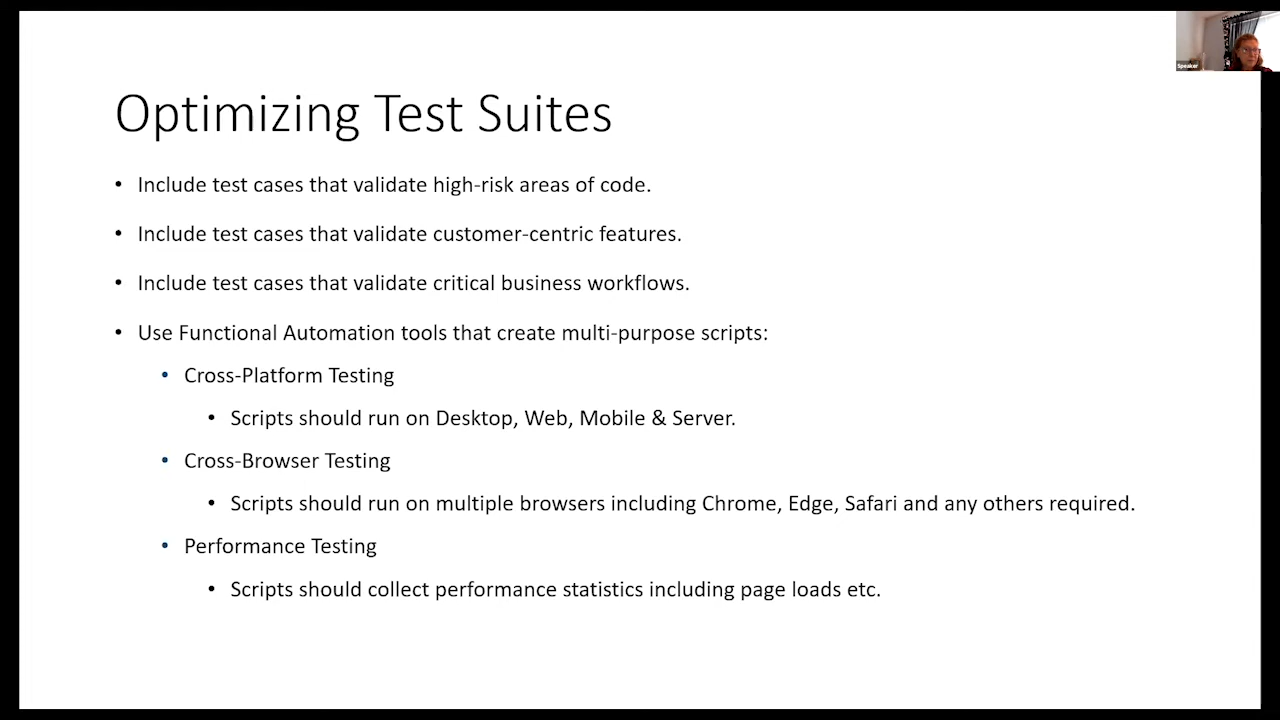 Speaker
Optimizing Test Suites
• Include test cases that validate high-risk areas of code.
• Include test cases that validate customer-centric features.
• Include test cases that validate critical business workflows.
• Use Functional Automation tools that create multi-purpose scripts:
• Cross-Platform Testing
• Scripts should run on Desktop, Web, Mobile & Server.
• Cross-Browser Testing
• Scripts should run on multiple browsers including Chrome, Edge, Safari and any others required.
• Performance Testing
• Scripts should collect performance statistics including page loads etc.